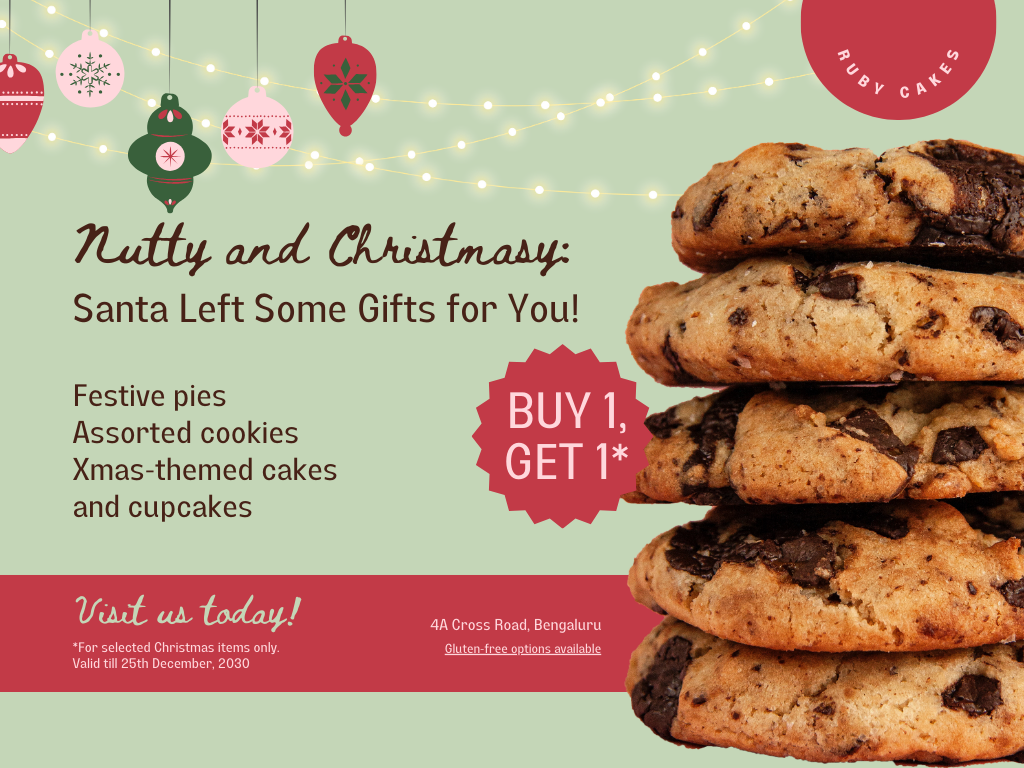 RUBY CAKES
Nutty and Christmasy:
Santa Left Some Gifts for You!
Festive pies
Assorted cookies
Xmas-themed cakes
and cupcakes
BUY 1,
GET 1*
Visit us today!
*For selected Christmas items only.
Valid till 25th December, 2030
4A Cross Road, Bengaluru
Gluten-free options available